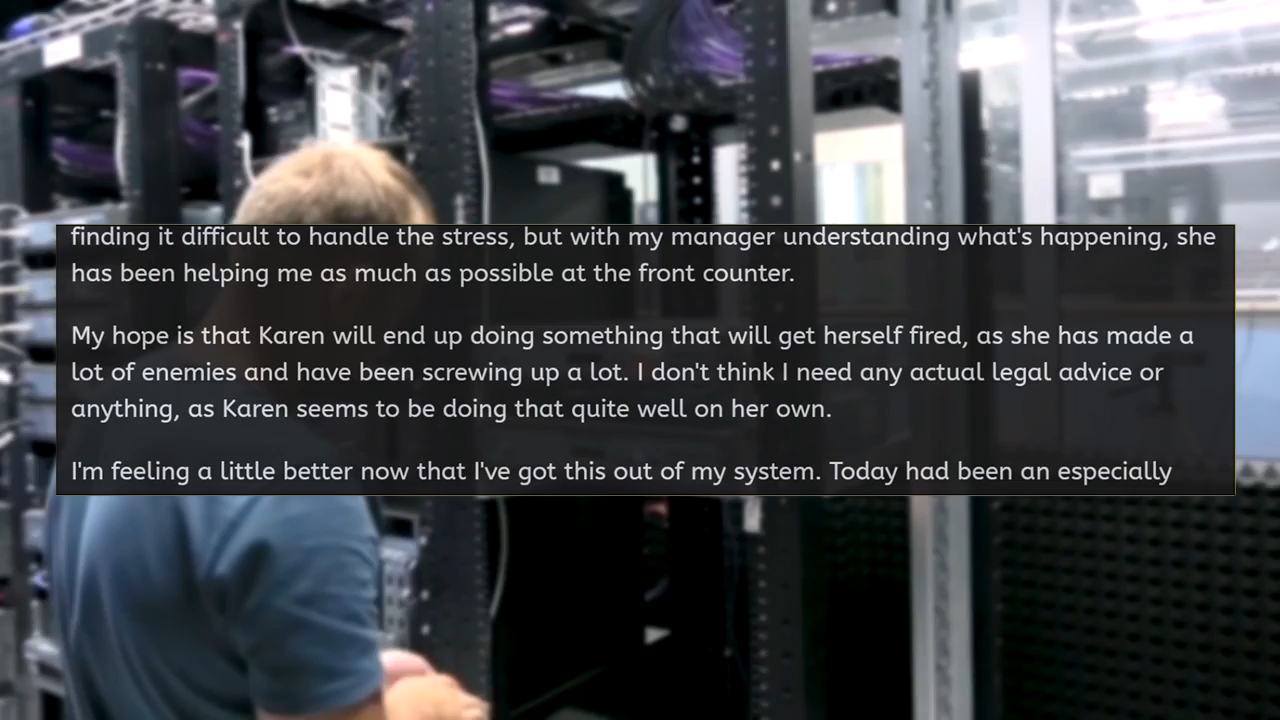 finding it difficult to handle the stress, but with my manager understanding what's happening, she
has been helping me as much as possible at the front counter.
My hope is that Karen will end up doing something that will get herself fired, as she has made a
lot of enemies and have been screwing up a lot. I don't think I need any actual legal advice or
anything, as Karen seems to be doing that quite well on her own.
I'm feeling a little better now that I've got this out of my system. Today had been an especially